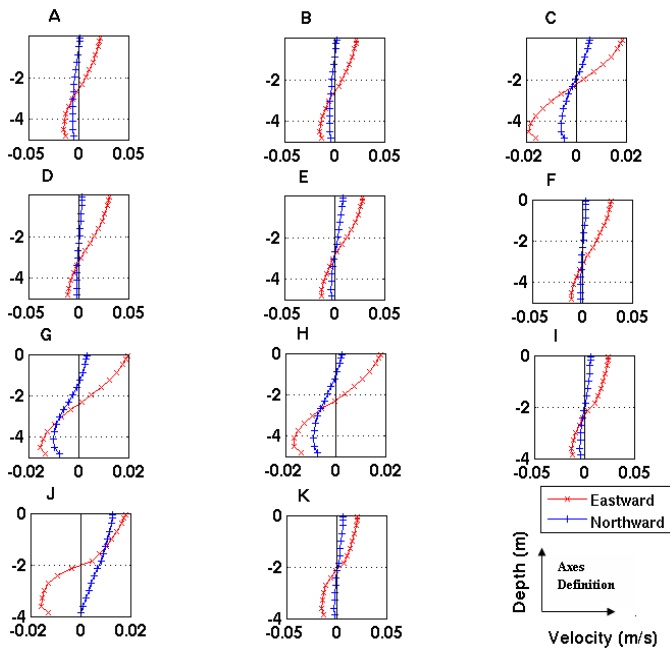 A B C
-2 -2 -2
-4 -4 -4
-0.05 0 0.05 -0.05 0 0.05 -0.02 0 0.02
D E F
0
-2 -2 -2
-4 -4 -4
-0.05 0 0.05 -0.05 0 0.05 -0.05 0 0.05
G H I
0 0 0
-2 -2 -2
-4 -4 -4
-0.02 0 0.02 -0.02 0 0.02 -0.05 0 0.05
J K
0 0
-2 -2
-4 -4
-0.02 0 0.02 -0.05 0 0.05
Eastward
Northward
Depth (m)
Axes
Definition
Velocity (m/s)